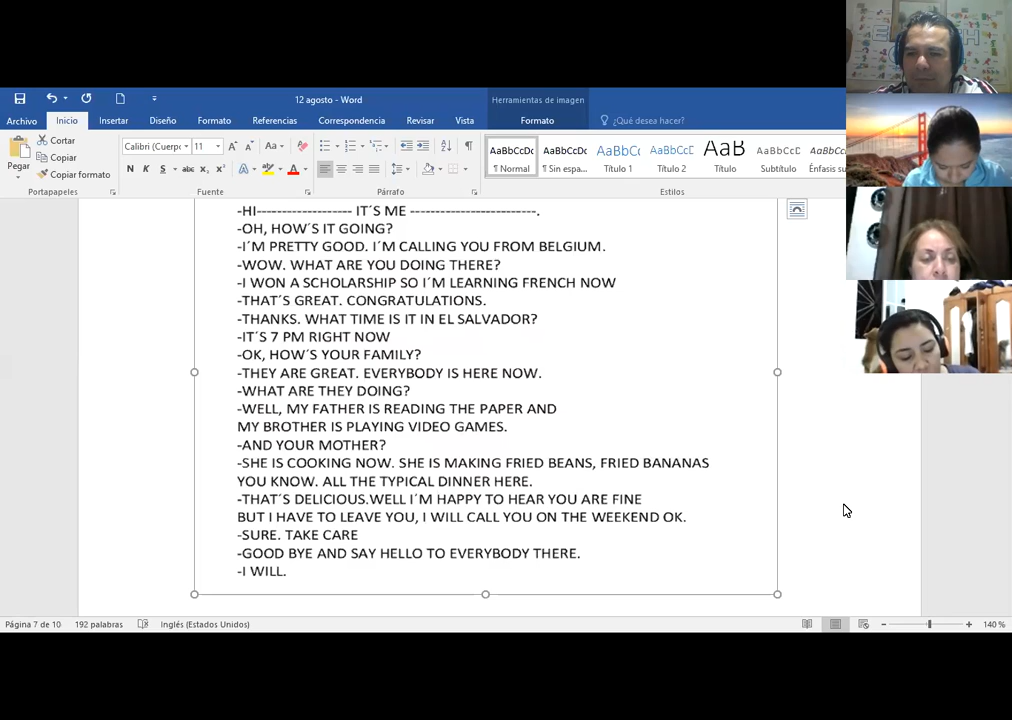 12 agosto - Word
Herramientas de imagen
Archivo Inicio Insertar Diseño Formato Referencias Correspondencia Revisar Vista Formato ¿Qué desea hacer?
Cortar
Copiar
Copiar formato
Pegar
Calibri (Cuerpo 11
N K S abc
AaBbCcDc AaBbCcDc AaBbCc AaBbCcD AaB AaBbCcD AaBbCcD
¶ Normal ¶ Sin espa... Título 1 Título 2 Título Subtítulo Énfasis su
Portapapeles Fuente Párrafo Estilos
-HI------------------- IT´S ME -------------------------.
-OH, HOW´S IT GOING?
-I´M PRETTY GOOD. I´M CALLING YOU FROM BELGIUM.
-WOW. WHAT ARE YOU DOING THERE?
-I WON A SCHOLARSHIP SO I´M LEARNING FRENCH NOW
-THAT´S GREAT. CONGRATULATIONS.
-THANKS. WHAT TIME IS IT IN EL SALVADOR?
-IT´S 7 PM RIGHT NOW
-OK, HOW´S YOUR FAMILY?
-THEY ARE GREAT. EVERYBODY IS HERE NOW.
-WHAT ARE THEY DOING?
-WELL, MY FATHER IS READING THE PAPER AND
MY BROTHER IS PLAYING VIDEO GAMES.
-AND YOUR MOTHER?
-SHE IS COOKING NOW. SHE IS MAKING FRIED BEANS, FRIED BANANAS
YOU KNOW. ALL THE TYPICAL DINNER HERE.
-THAT´S DELICIOUS.WELL I´M HAPPY TO HEAR YOU ARE FINE
BUT I HAVE TO LEAVE YOU, I WILL CALL YOU ON THE WEEKEND OK.
-SURE. TAKE CARE
-GOOD BYE AND SAY HELLO TO EVERYBODY THERE.
-I WILL.
Página 7 de 10 192 palabras Inglés (Estados Unidos) 140 %